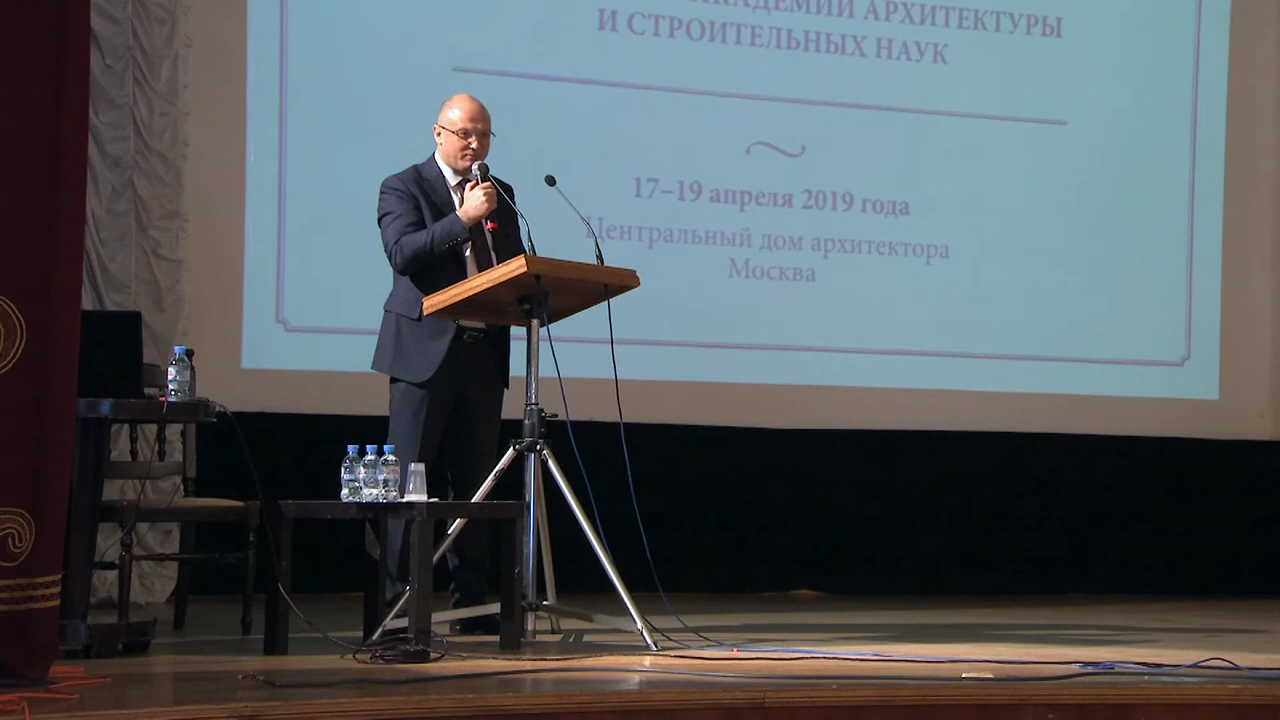 АКАДЕМИИ АРХИТЕКТУРЫ
И СТРОИТЕЛЬНЫХ НАУК
17–19 апреля 2019 года
Центральный дом архитектора
Москва